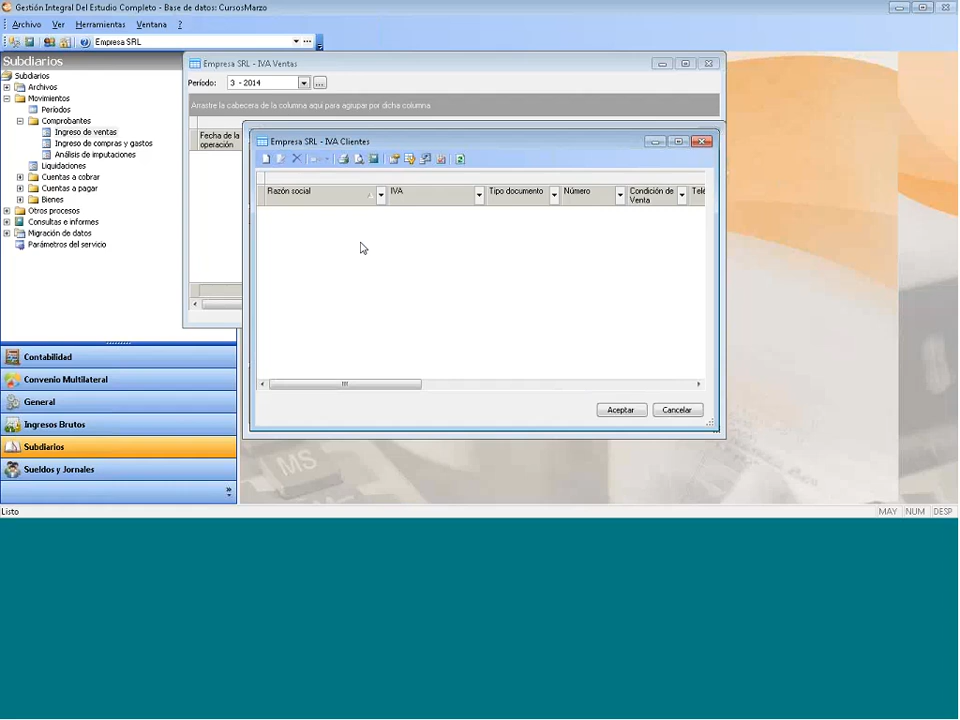 Gestión Integral Del Estudio Completo - Base de datos: CursosMarzo
Archivo Ver Herramientas Ventana ?
Empresa SRL
Subdiarios
Subdiarios
Archivos
Movimientos
Períodos
Comprobantes
Ingreso de ventas
Ingreso de compras y gastos
Análisis de imputaciones
Liquidaciones
Cuentas a cobrar
Cuentas a pagar
Bienes
Otros procesos
Consultas e informes
Migración de datos
Parámetros del servicio
Contabilidad
Convenio Multilateral
General
Ingresos Brutos
Subdiarios
Sueldos y Jornales
Listo
Empresa SRL - IVA Ventas
Período: 3 - 2014
Arrastre la cabecera de la columna aquí para agrupar por dicha columna
Fecha de la operación
Empresa SRL - IVA Clientes
Razón social IVA Tipo documento Número Condición de Venta Telé
Aceptar Cancelar
MS
MAY NUM DESP